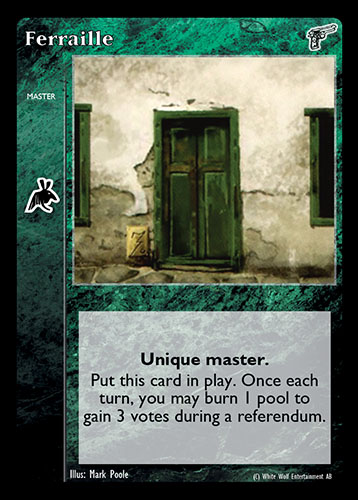 Ferraille
MASTER
Unique master.
Put this card in play. Once each
turn, you may burn 1 pool to
gain 3 votes during a referendum.
Illus: Mark Poole
(C) White Wolf Entertainment AB